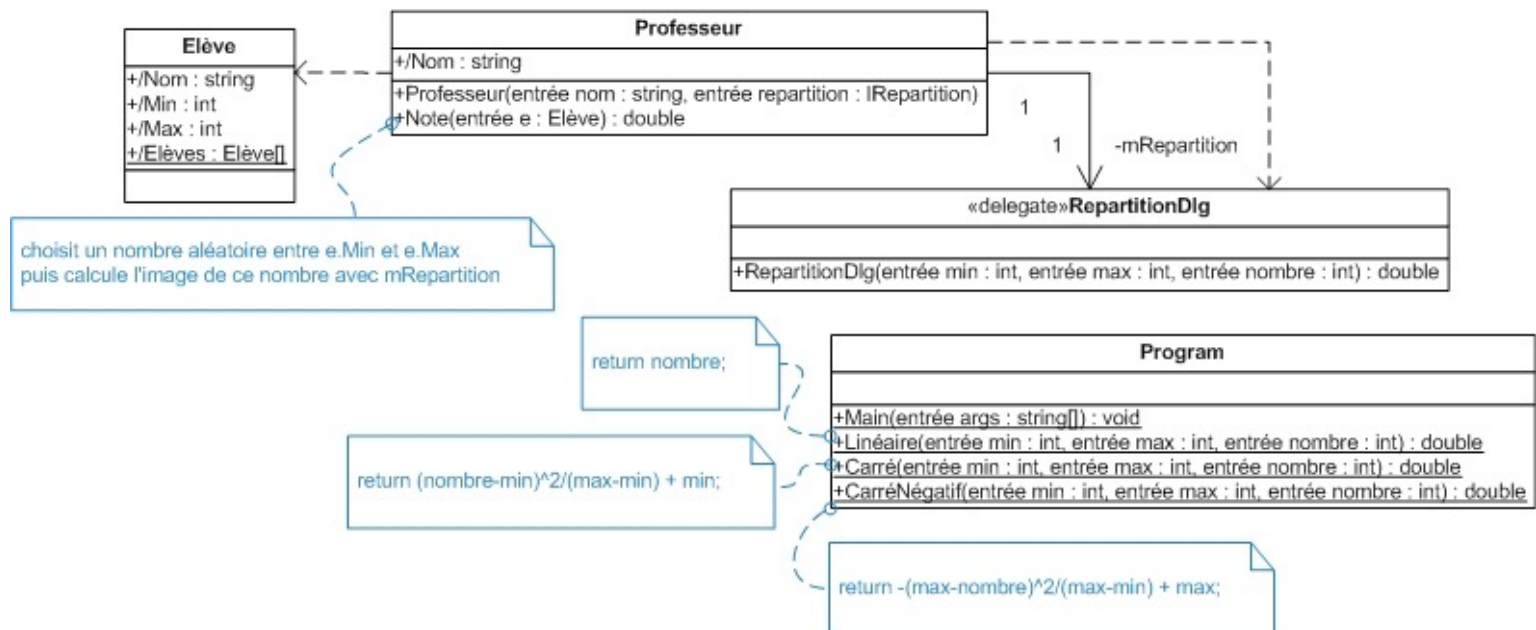 Elève
+/Nom : string
+/Min : int
+/Max : int
+/Elèves : Elève[]
Professeur
+/Nom : string
+Professeur(entrée nom : string, entrée repartition : IRepartition)
+Note(entrée e : Elève) : double
1
1
-mRepartition
«delegate»RepartitionDlg
+RepartitionDlg(entrée min : int, entrée max : int, entrée nombre : int) : double
choisit un nombre aléatoire entre e.Min et e.Max
puis calcule l'image de ce nombre avec mRepartition
return nombre;
Program
+Main(entrée args : string[]) : void
+Linéaire(entrée min : int, entrée max : int, entrée nombre : int) : double
+Carré(entrée min : int, entrée max : int, entrée nombre : int) : double
+CarréNégatif(entrée min : int, entrée max : int, entrée nombre : int) : double
return (nombre-min)^2/(max-min) + min;
return -(max-nombre)^2/(max-min) + max;